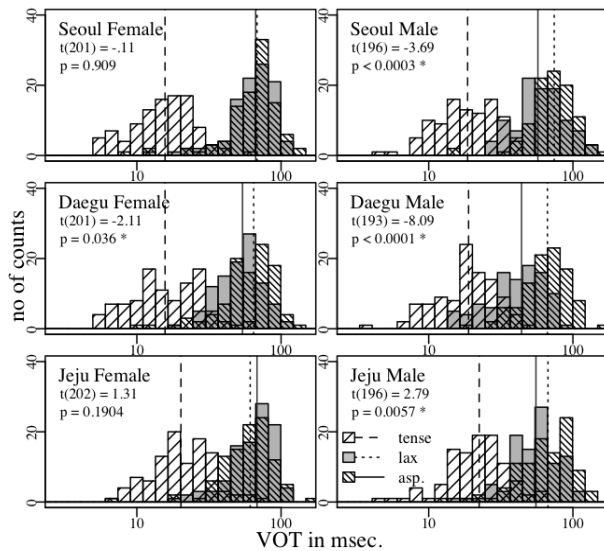 Seoul Female
t(201) = -.11
p = 0.909
Seoul Male
t(196) = -3.69
p < 0.0003 *
0 20 40
Daegu Female
t(201) = -2.11
p = 0.036 *
Daegu Male
t(193) = -8.09
p < 0.0001 *
0 20 40
no of counts
Jeju Female
t(202) = 1.31
p = 0.1904
Jeju Male
t(196) = 2.79
p = 0.0057 *
tense
lax
asp.
0 20 40
10 100 10 100
VOT in msec.